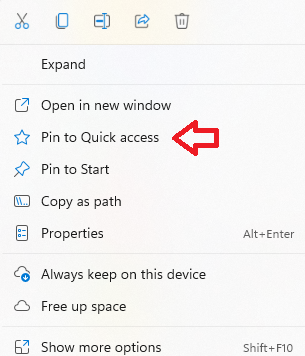 Expand
Open in new window
Pin to Quick access
Pin to Start
Copy as path
Properties Alt+Enter
Always keep on this device
Free up space
Show more options Shift+F10